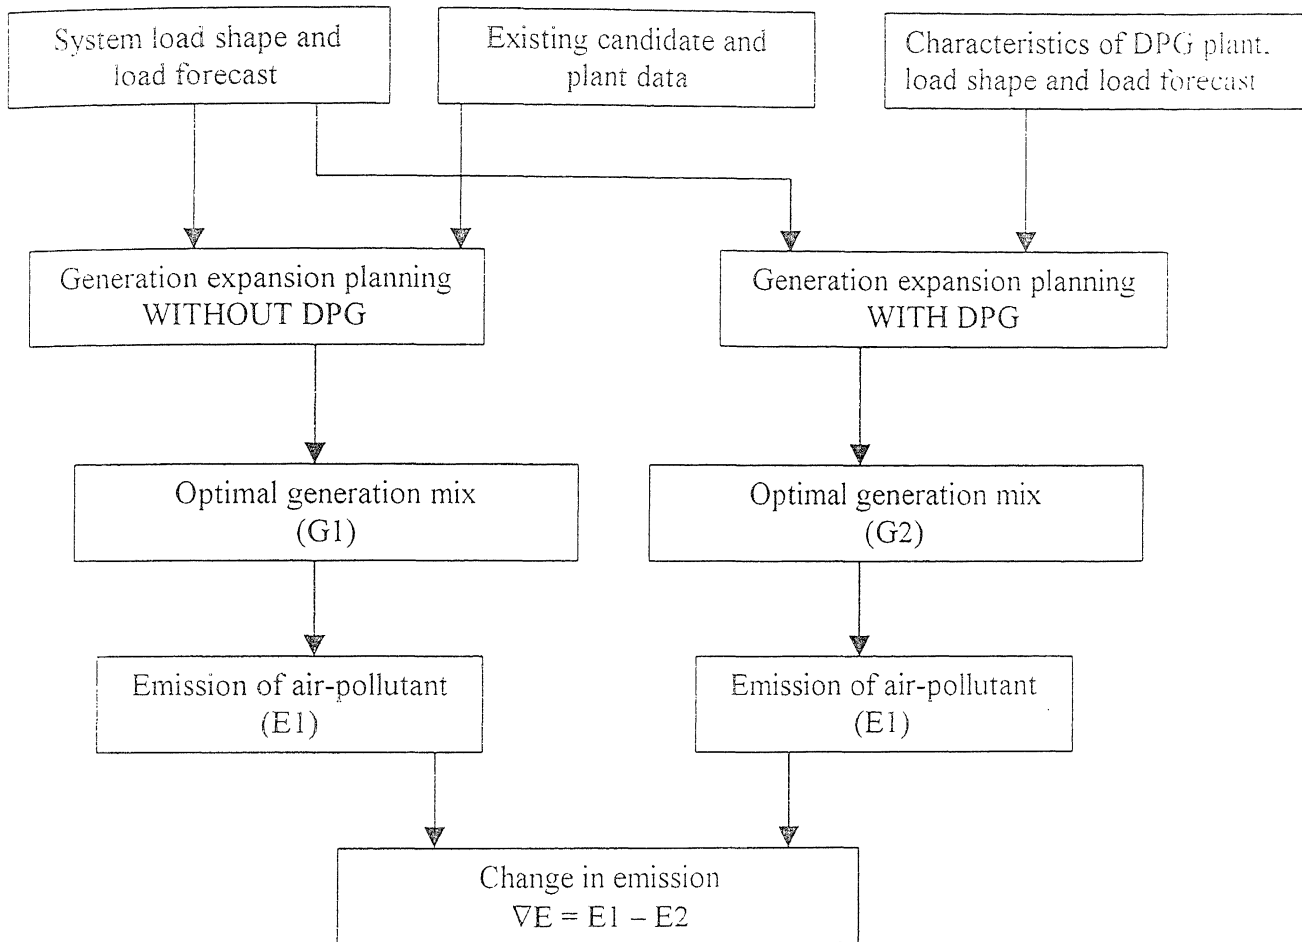 System load shape and
load forecast
Existing candidate and
plant data
Characteristics of DPG plant,
load shape and load forecast
Generation expansion planning
WITHOUT DPG
Generation expansion planning
WITH DPG
Optimal generation mix
(G1)
Optimal generation mix
(G2)
Emission of air-pollutant
(E1)
Emission of air-pollutant
(E1)
Change in emission
∇E = E1 – E2